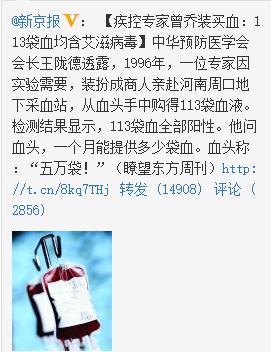 @新京报V：【疾控专家曾乔装买血：1
13袋血均含艾滋病毒】中华预防医学会
会长王陇德透露，1996年，一位专家因
实验需要，装扮成商人亲赴河南周口地
下采血站，从血头手中购得113袋血液。
检测结果显示，113袋血全部阳性。他问
血头，一个月能提供多少袋血。血头称
：“五万袋！”（瞭望东方周刊）http:
//t.cn/8kq7THj 转发 (14908) 评论 (
2856)